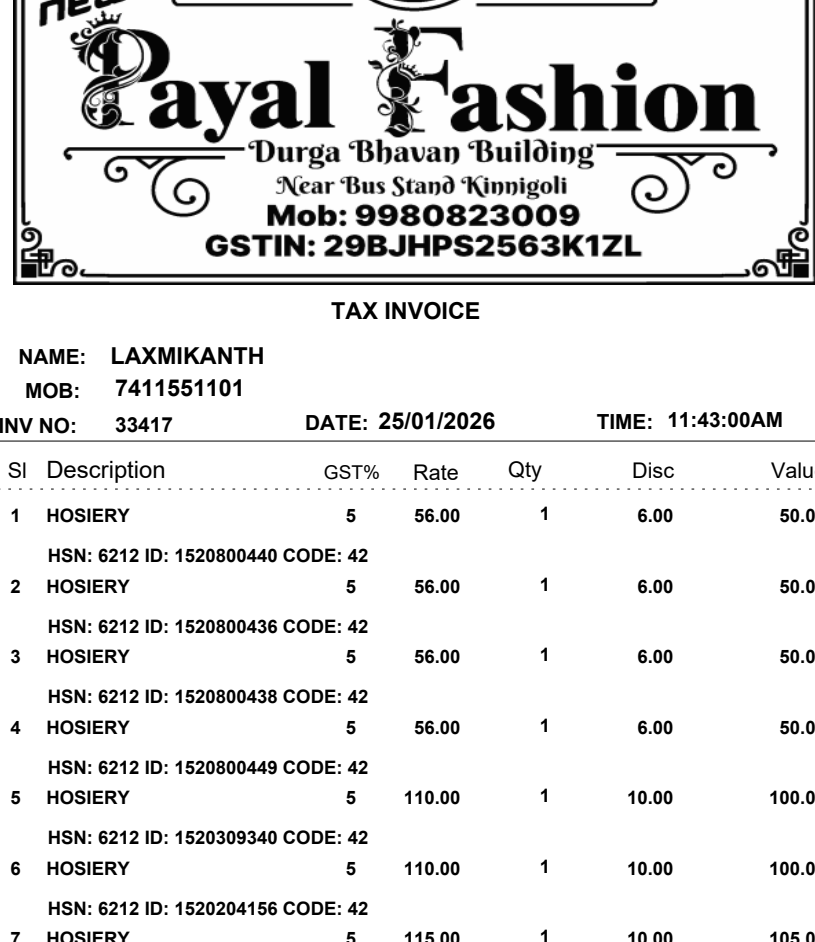 new
Payal Fashion
Durga Bhavan Building
Near Bus Stand Kinnigoli
Mob: 9980823009
GSTIN: 29BJHPS2563K1ZL
TAX INVOICE
NAME: LAXMIKANTH
MOB: 7411551101
INV NO: 33417 DATE: 25/01/2026 TIME: 11:43:00AM
Sl Description GST% Rate Qty Disc Valu
1 HOSIERY 5 56.00 1 6.00 50.0
HSN: 6212 ID: 1520800440 CODE: 42
2 HOSIERY 5 56.00 1 6.00 50.0
HSN: 6212 ID: 1520800436 CODE: 42
3 HOSIERY 5 56.00 1 6.00 50.0
HSN: 6212 ID: 1520800438 CODE: 42
4 HOSIERY 5 56.00 1 6.00 50.0
HSN: 6212 ID: 1520800449 CODE: 42
5 HOSIERY 5 110.00 1 10.00 100.0
HSN: 6212 ID: 1520309340 CODE: 42
6 HOSIERY 5 110.00 1 10.00 100.0
HSN: 6212 ID: 1520204156 CODE: 42
7 HOSIERY 5 115.00 1 10.00 105.0